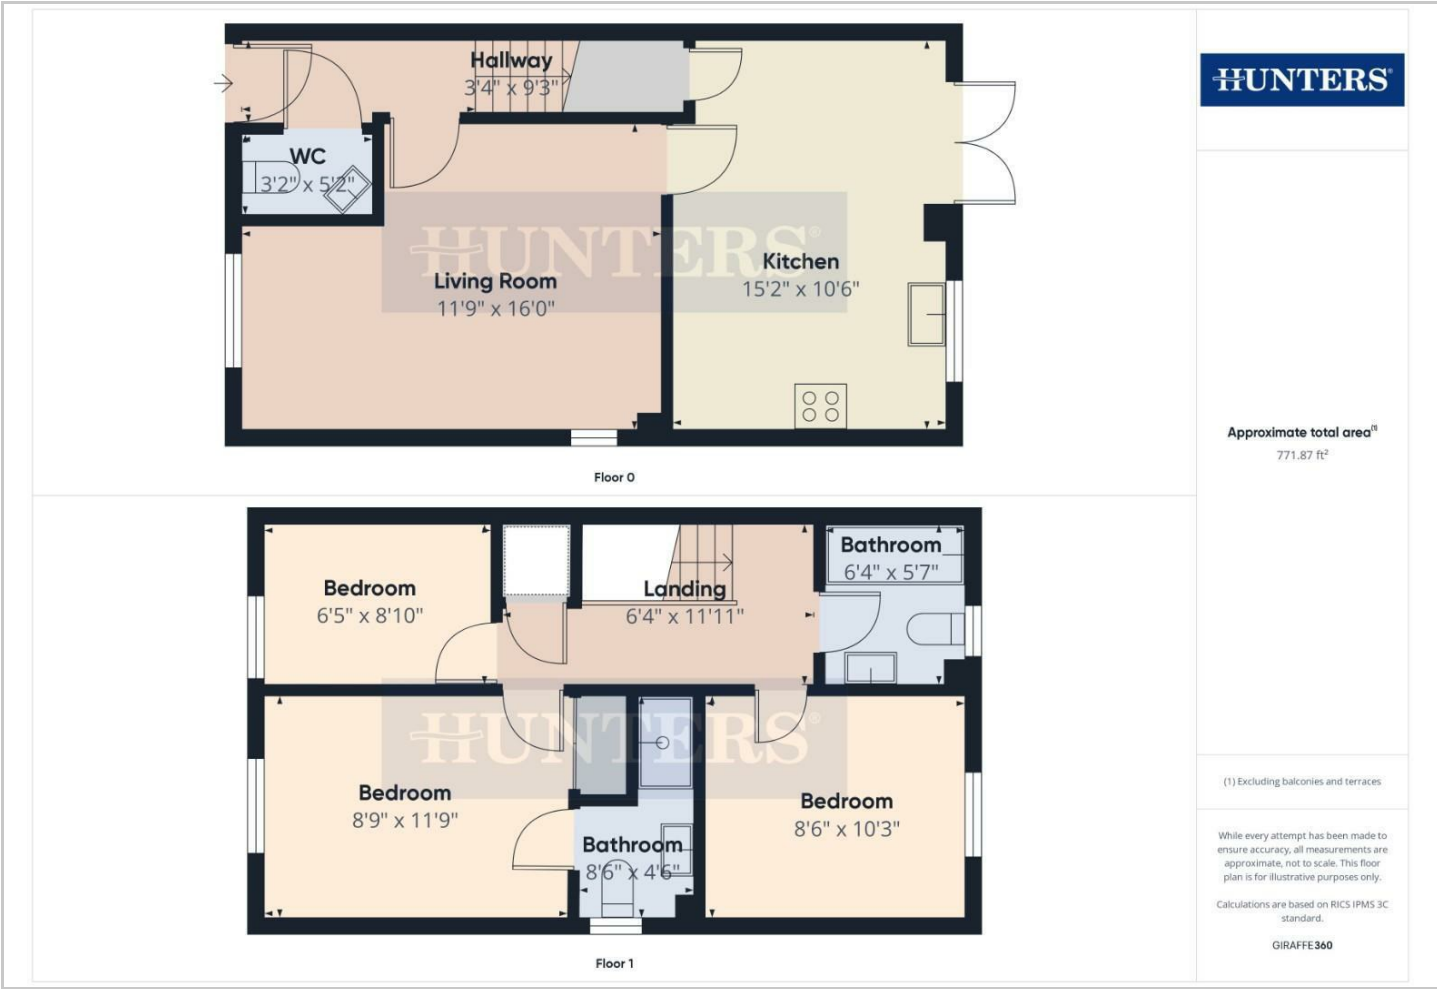 Hallway
3'4" x 9'3"
WC
3'2" x 5'2"
HUNTERS®
Living Room
11'9" x 16'0"
Kitchen
15'2" x 10'6"
Floor 0
Bedroom
6'5" x 8'10"
Landing
6'4" x 11'11"
Bathroom
6'4" x 5'7"
HUNTERS®
Bedroom
8'9" x 11'9"
Bathroom
8'6" x 4'6"
Bedroom
8'6" x 10'3"
Floor 1
HUNTERS®
Approximate total area(1)
771.87 ft²
(1) Excluding balconies and terraces
While every attempt has been made to
ensure accuracy, all measurements are
approximate, not to scale. This floor
plan is for illustrative purposes only.
Calculations are based on RICS IPMS 3C
standard.
GIRAFFE360